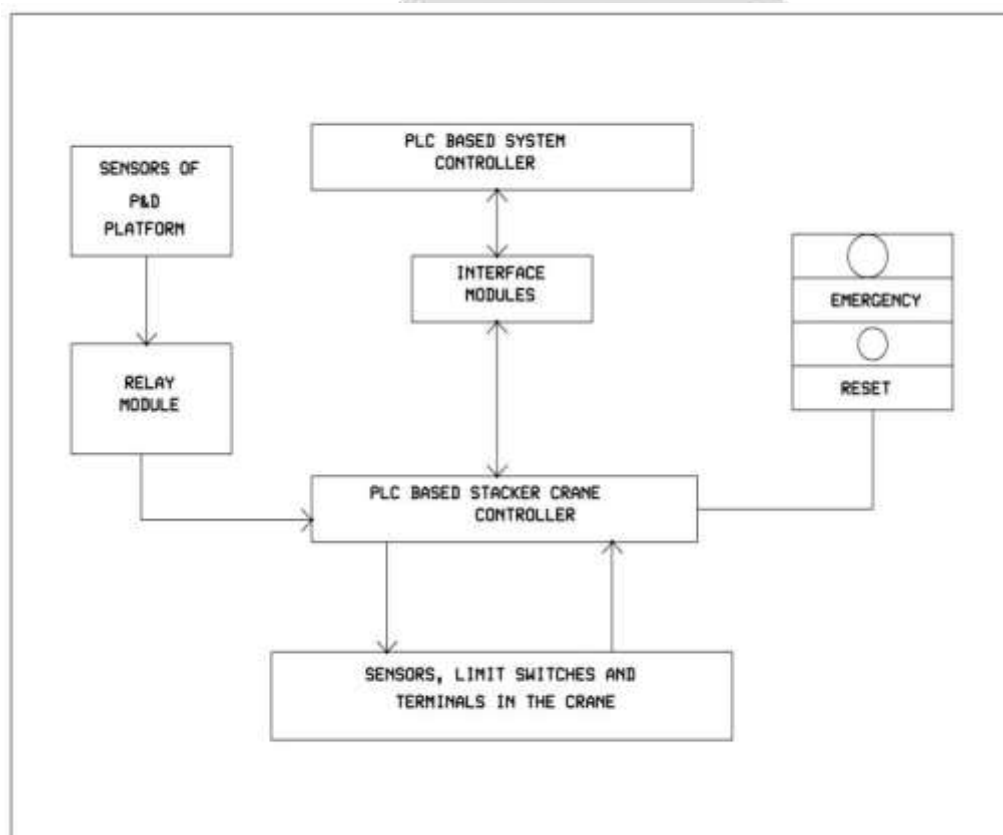 SENSORS OF
P&D
PLATFORM
PLC BASED SYSTEM
CONTROLLER
INTERFACE
MODULES
EMERGENCY
RESET
RELAY
MODULE
PLC BASED STACKER CRANE
CONTROLLER
SENSORS, LIMIT SWITCHES AND
TERMINALS IN THE CRANE